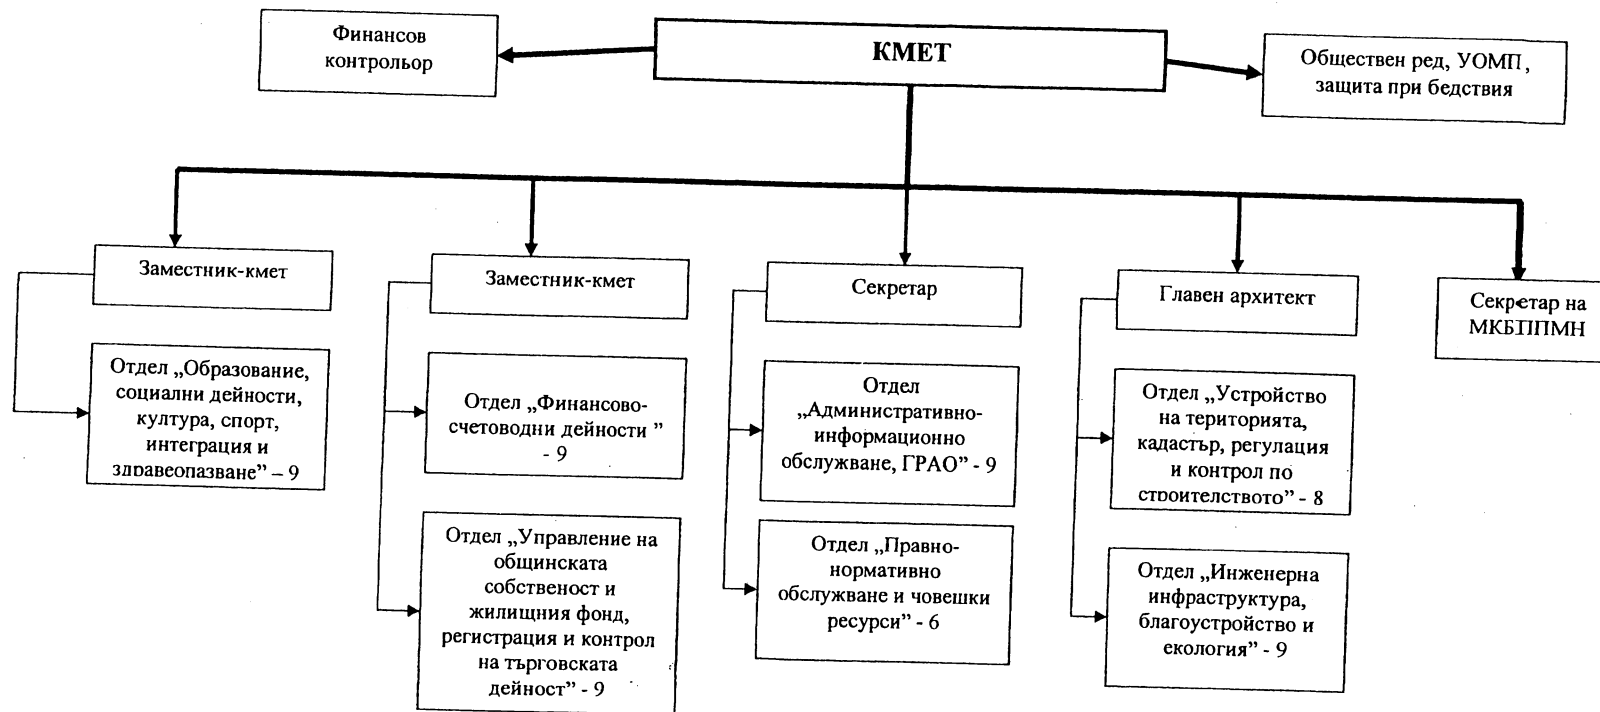 Финансов
контрольор
КМЕТ
Обществен ред, УОМП,
защита при бедствия
Заместник-кмет
Заместник-кмет
Секретар
Главен архитект
Секретар на
МКБППМН
Отдел „Образование,
социални дейности,
култура, спорт,
интеграция и
здравеопазване” – 9
Отдел „Финансово-
счетоводни дейности ”
- 9
Отдел „Управление на
общинската
собственост и
жилищния фонд,
регистрация и контрол
на търговската
дейност” - 9
Отдел
„Административно-
информационно
обслужване, ГРАО” - 9
Отдел „Правно-
нормативно
обслужване и човешки
ресурси” - 6
Отдел „Устройство
на територията,
кадастър, регулация
и контрол по
строителството” - 8
Отдел „Инженерна
инфраструктура,
благоустройство и
екология” - 9